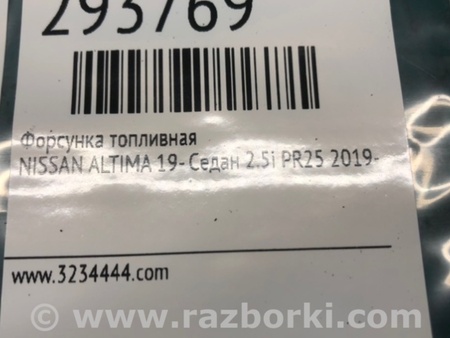 293769
Форсунка топливная
NISSAN ALTIMA 19- Седан 2.5i PR25 2019-
www.3234444.com
© www.razborki.com